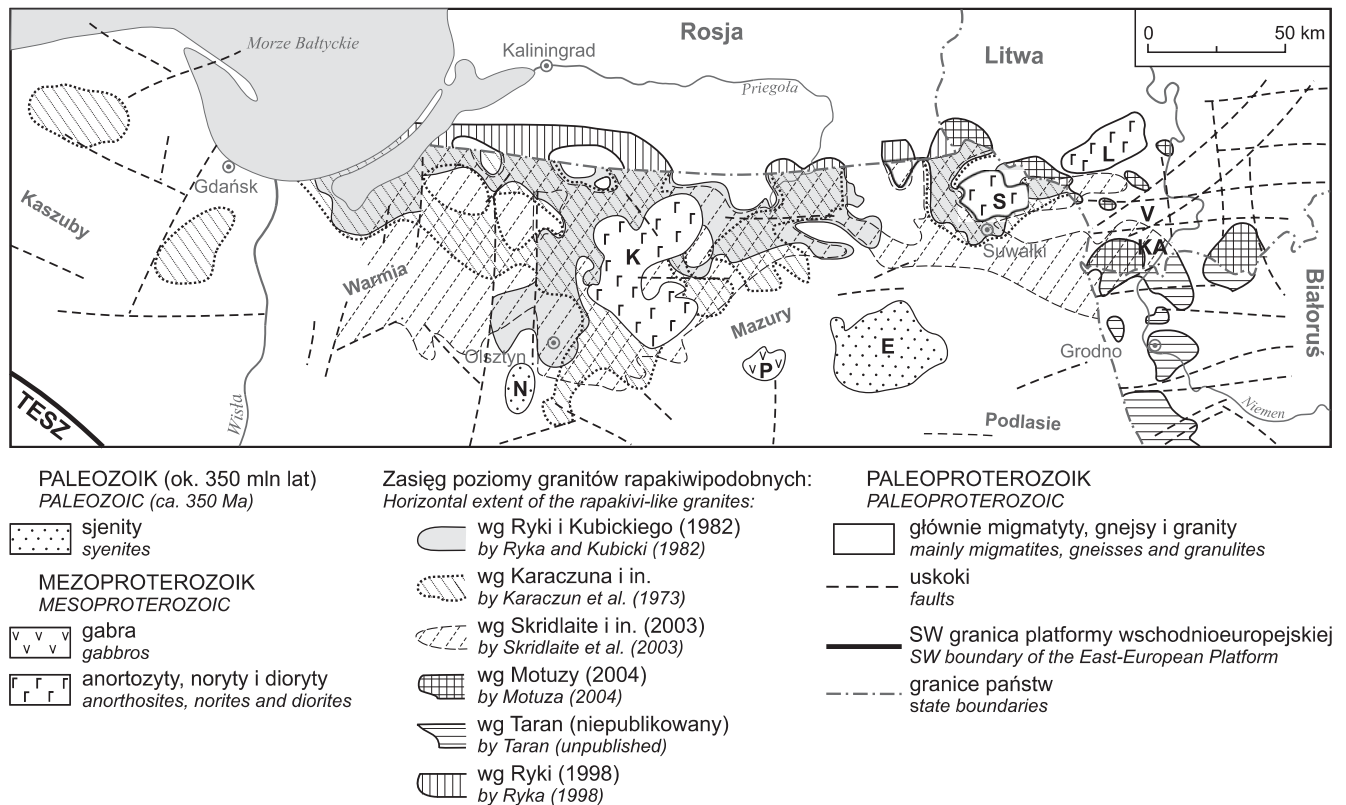 Morze Bałtyckie
Kaliningrad
Rosja
Litwa
0 50 km
Pregoła
Gdańsk
Kaszuby
Warmia
K
S
L
V
KA
Suwałki
Mazury
Olsztyn
N
P
E
Grodno
Białoruś
Niemen
Podlasie
Wisła
TESZ
PALEOZOIK (ok. 350 mln lat)
PALEOZOIC (ca. 350 Ma)
sjenity
syenites
MEZOPROTEROZOIK
MESOPROTEROZOIC
gabra
gabbros
anortozyty, noryty i dioryty
anorthosites, norites and diorites
Zasięg poziomy granitów rapakiwipodobnych:
Horizontal extent of the rapakivi-like granites:
wg Ryki i Kubickiego (1982)
by Ryka and Kubicki (1982)
wg Karaczuna i in.
by Karaczun et al. (1973)
wg Skridlaite i in. (2003)
by Skridlaite et al. (2003)
wg Motuzy (2004)
by Motuza (2004)
wg Taran (niepublikowany)
by Taran (unpublished)
wg Ryki (1998)
by Ryka (1998)
PALEOPROTEROZOIK
PALEOPROTEROZOIC
głównie migmatyty, gnejsy i granity
mainly migmatites, gneisses and granulites
uskoki
faults
SW granica platformy wschodnioeuropejskiej
SW boundary of the East-European Platform
granice państw
state boundaries